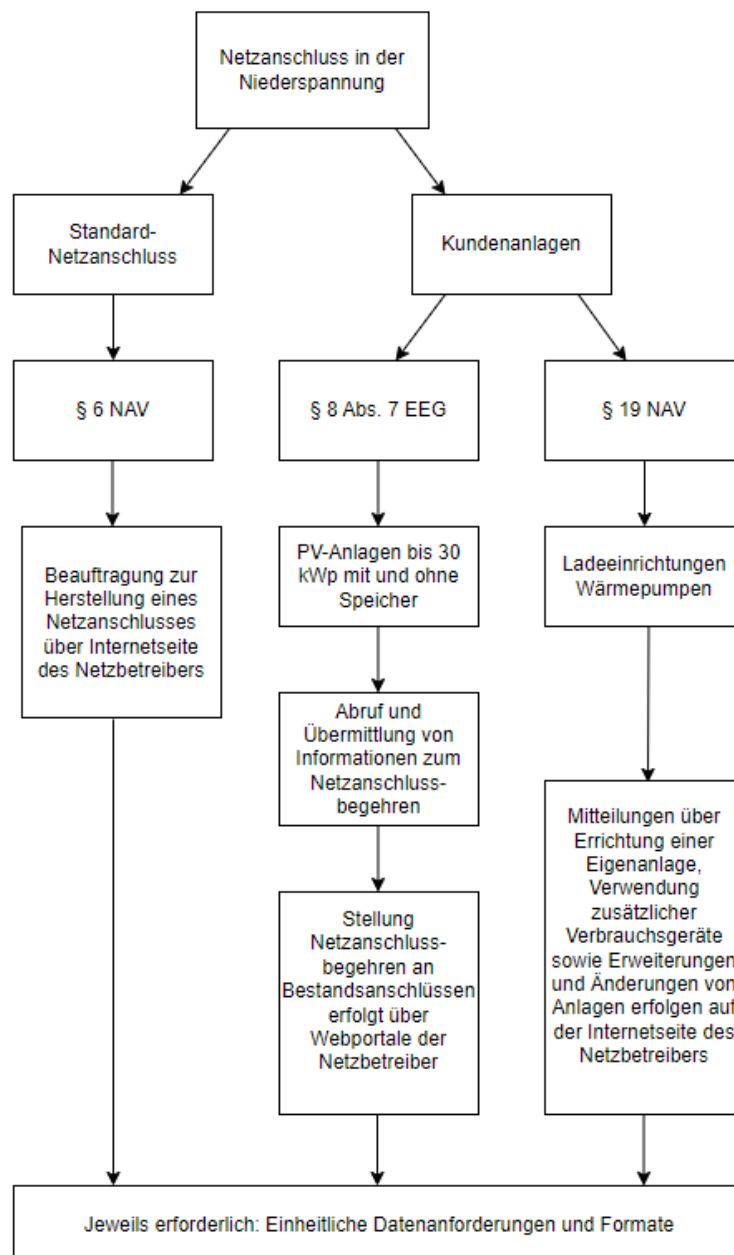 Netzanschluss in der
Niederspannung
Standard-
Netzanschluss
Kundenanlagen
§ 6 NAV
§ 8 Abs. 7 EEG
§ 19 NAV
Beauftragung zur
Herstellung eines
Netzanschlusses
über Internetseite
des Netzbetreibers
PV-Anlagen bis 30
kWp mit und ohne
Speicher
Ladeeinrichtungen
Wärmepumpen
Abruf und
Übermittlung von
Informationen zum
Netzanschluss-
begehren
Mitteilungen über
Errichtung einer
Eigenanlage,
Verwendung
zusätzlicher
Verbrauchsgeräte
sowie Erweiterungen
und Änderungen von
Anlagen erfolgen auf
der Internetseite des
Netzbetreibers
Stellung
Netzanschluss-
begehren an
Bestandsanschlüssen
erfolgt über
Webportale der
Netzbetreiber
Jeweils erforderlich: Einheitliche Datenanforderungen und Formate